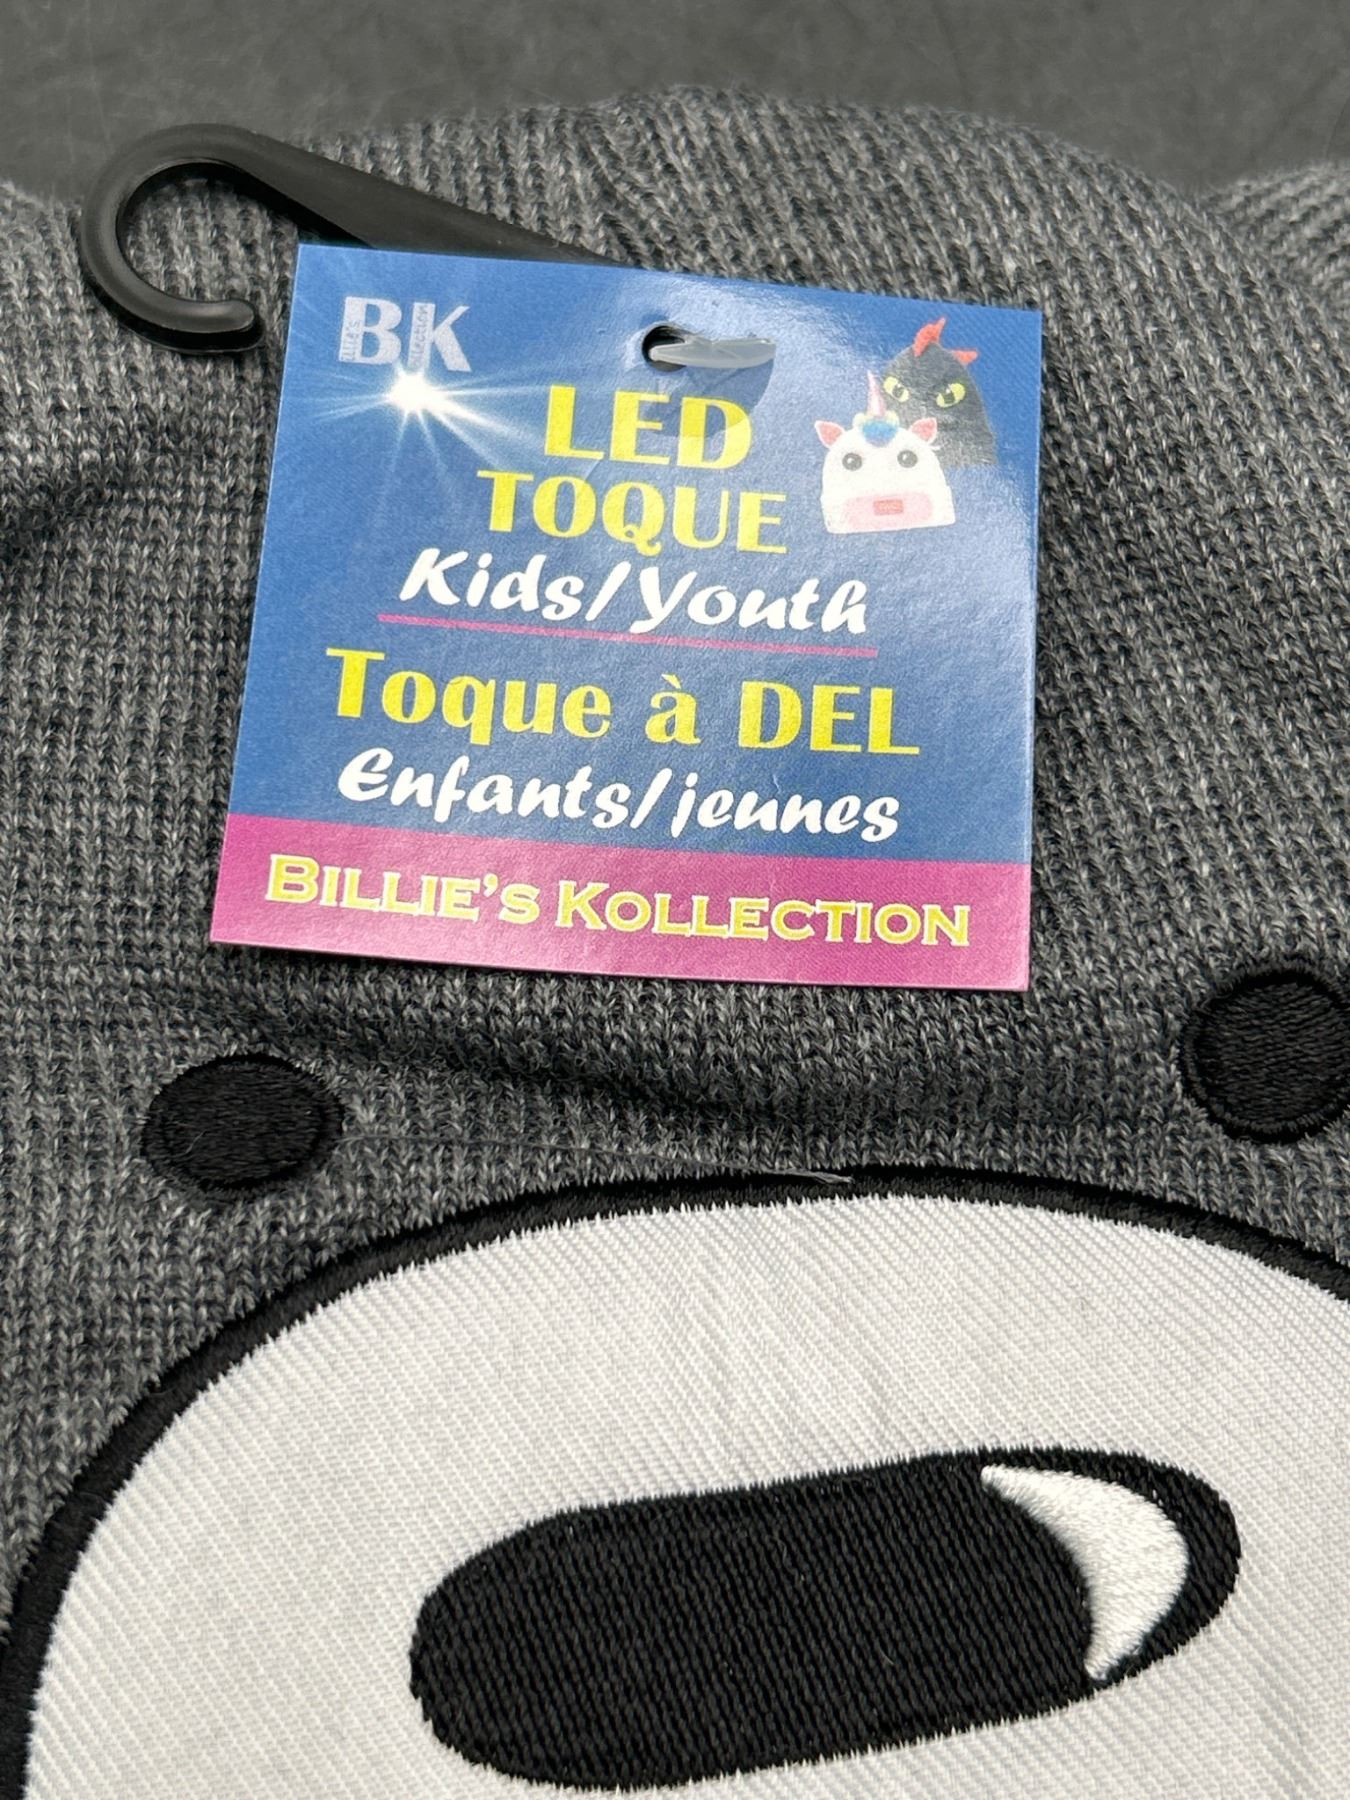 BK
LED
TOQUE
Kids/Youth
Toque à DEL
Enfants/jeunes
BILLIE'S KOLLECTION